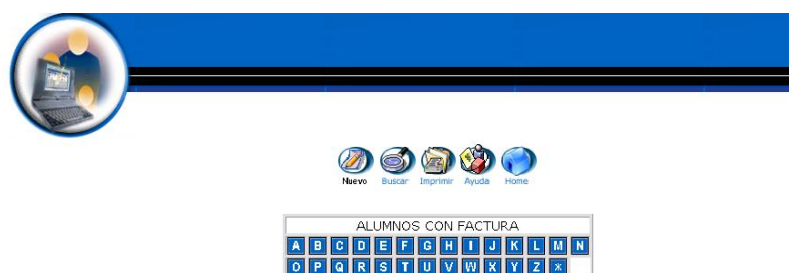 Nuevo Buscar Imprimir Ayuda Home
ALUMNOS CON FACTURA
A B C D E F G H I J K L M N
O P Q R S T U V W X Y Z *